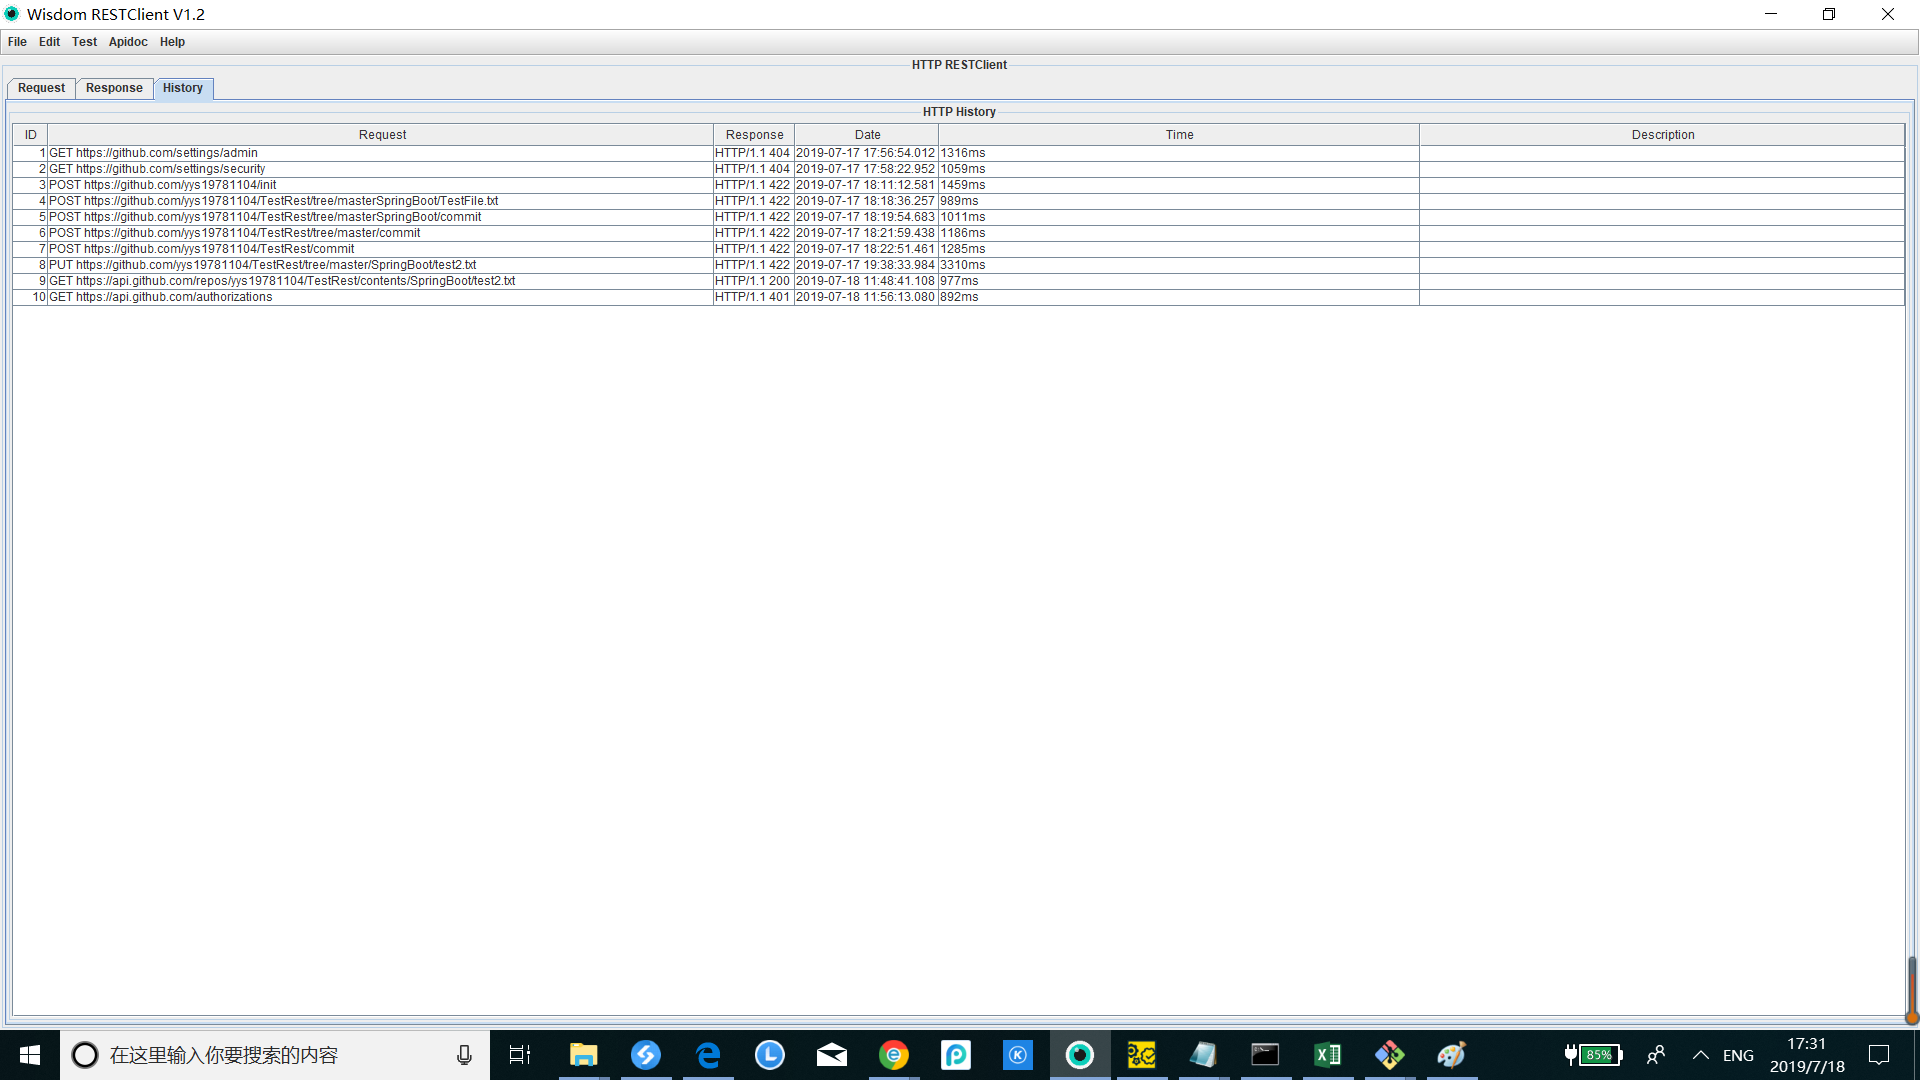 Wisdom RESTClient V1.2
File Edit Test Apidoc Help
HTTP RESTClient
Request Response History
HTTP History
ID Request Response Date Time Description
1 GET https://github.com/settings/admin HTTP/1.1 404 2019-07-17 17:56:54.012 1316ms
2 GET https://github.com/settings/security HTTP/1.1 404 2019-07-17 17:58:22.952 1059ms
3 POST https://github.com/yys19781104/init HTTP/1.1 422 2019-07-17 18:11:12.581 1459ms
4 POST https://github.com/yys19781104/TestRest/tree/masterSpringBoot/TestFile.txt HTTP/1.1 422 2019-07-17 18:18:36.257 989ms
5 POST https://github.com/yys19781104/TestRest/tree/masterSpringBoot/commit HTTP/1.1 422 2019-07-17 18:19:54.683 1011ms
6 POST https://github.com/yys19781104/TestRest/tree/master/commit HTTP/1.1 422 2019-07-17 18:21:59.438 1186ms
7 POST https://github.com/yys19781104/TestRest/commit HTTP/1.1 422 2019-07-17 18:22:51.461 1285ms
8 PUT https://github.com/yys19781104/TestRest/tree/master/SpringBoot/test2.txt HTTP/1.1 422 2019-07-17 19:38:33.984 3310ms
9 GET https://api.github.com/repos/yys19781104/TestRest/contents/SpringBoot/test2.txt HTTP/1.1 200 2019-07-18 11:48:41.108 977ms
10 GET https://api.github.com/authorizations HTTP/1.1 401 2019-07-18 11:56:13.080 892ms
在这里输入你要搜索的内容
85% ENG
17:31
2019/7/18